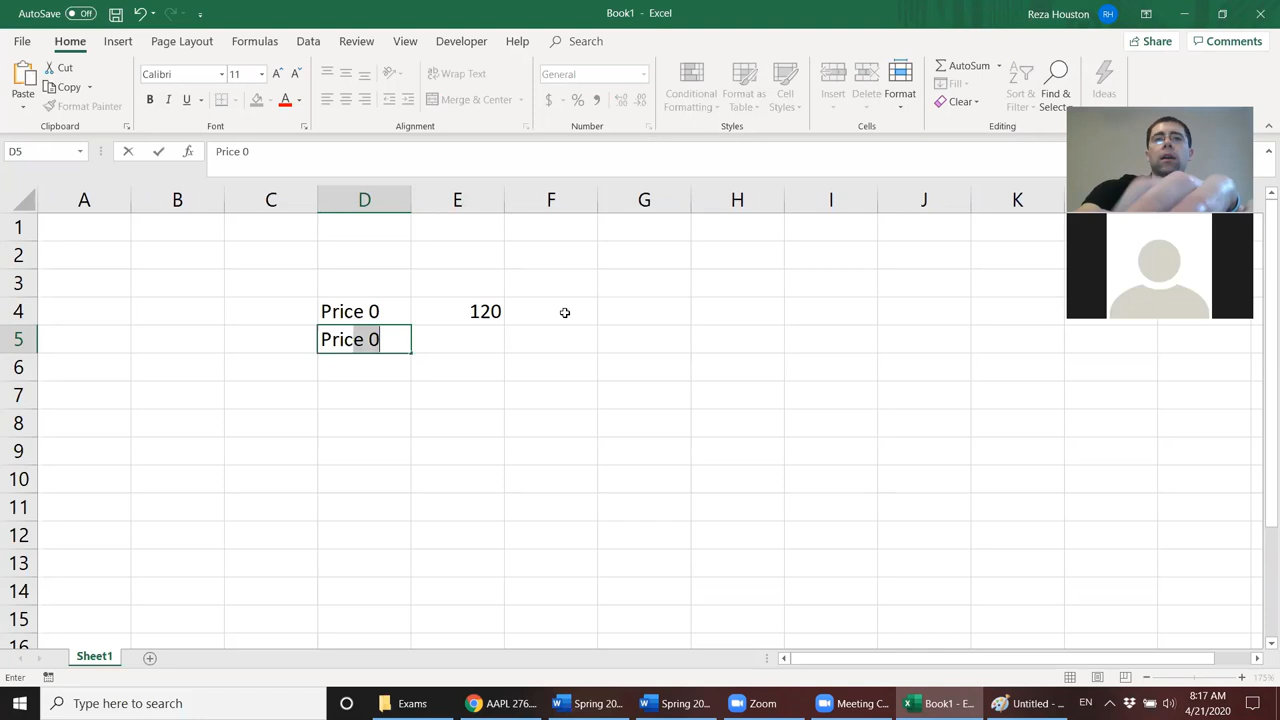 AutoSave Off
Book1 - Excel
Reza Houston RH
File Home Insert Page Layout Formulas Data Review View Developer Help Search Share Comments
Paste
Cut
Copy
Format Painter
Clipboard
Calibri 11
B I U
Font
Wrap Text
Merge & Center
Alignment
General
$ % ,
Number
Conditional Formatting
Format as Table
Cell Styles
Styles
Insert Delete Format
Cells
AutoSum
Fill
Clear
Sort & Filter
Find & Select
Editing
Ideas
D5 fx Price 0
A B C D E F G H I J K
1
2
3
4 Price 0 120
5 Price 0
6
7
8
9
10
11
12
13
14
15
16
Sheet1
Enter 175%
Type here to search
Exams
AAPL 276...
Spring 20...
Spring 20...
Zoom
Meeting C...
Book1 - E...
Untitled - ...
EN
8:17 AM
4/21/2020